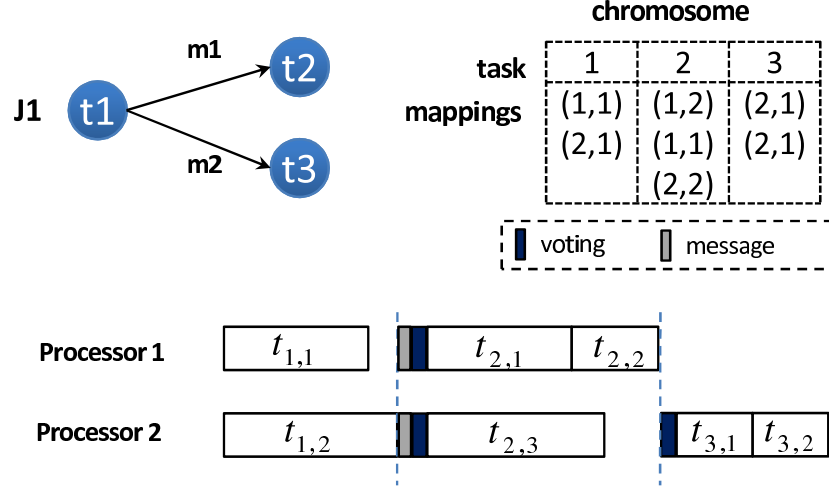 chromosome
m1
t2
task 1 2 3
J1
t1
mappings (1,1) (1,2) (2,1)
(2,1) (1,1) (2,1)
m2
t3
(2,2)
voting message
Processor 1 t1,1 t2,1 t2,2
Processor 2 t1,2 t2,3 t3,1 t3,2